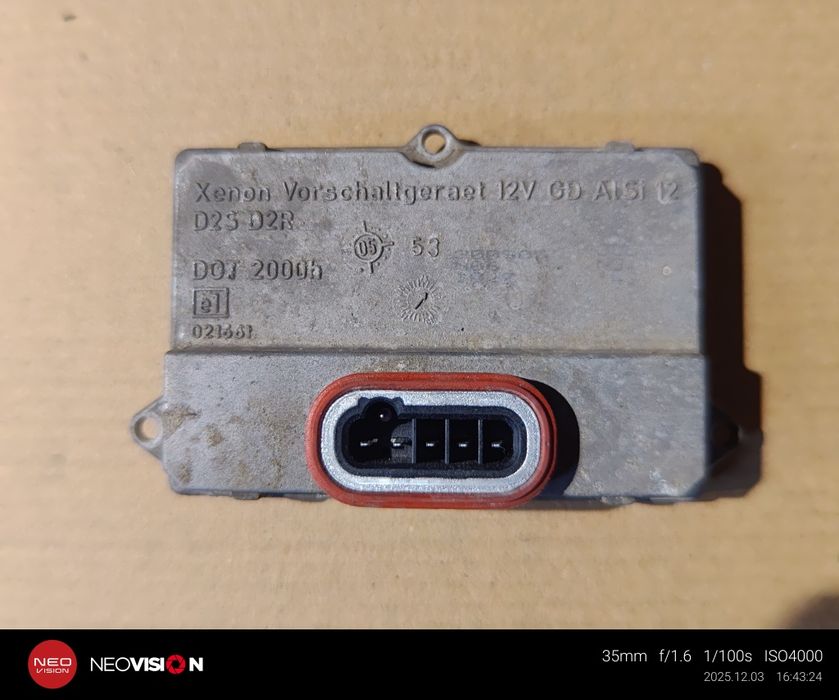 Xenon Vorschaltgeraet 12V GD AlSi 12
D2S D2R
05 53
DOT 2000h
e1
021661
NEO
VISION
NEOVISION
35mm f/1.6 1/100s ISO4000
2025.12.03 16:43:24